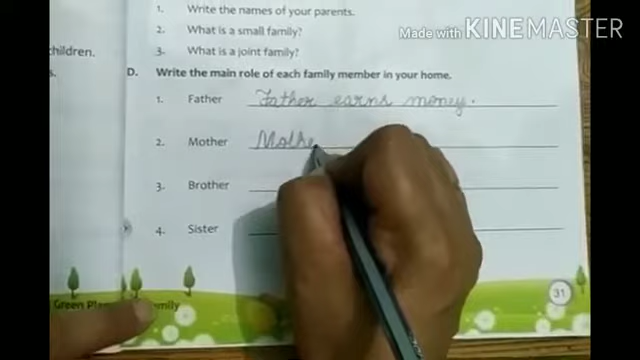 Made with KINEMASTER
1. Write the names of your parents.
2. What is a small family?
children.
3. What is a joint family?
D. Write the main role of each family member in your home.
1. Father Father earns money.
2. Mother Mothe
3. Brother
4. Sister
31